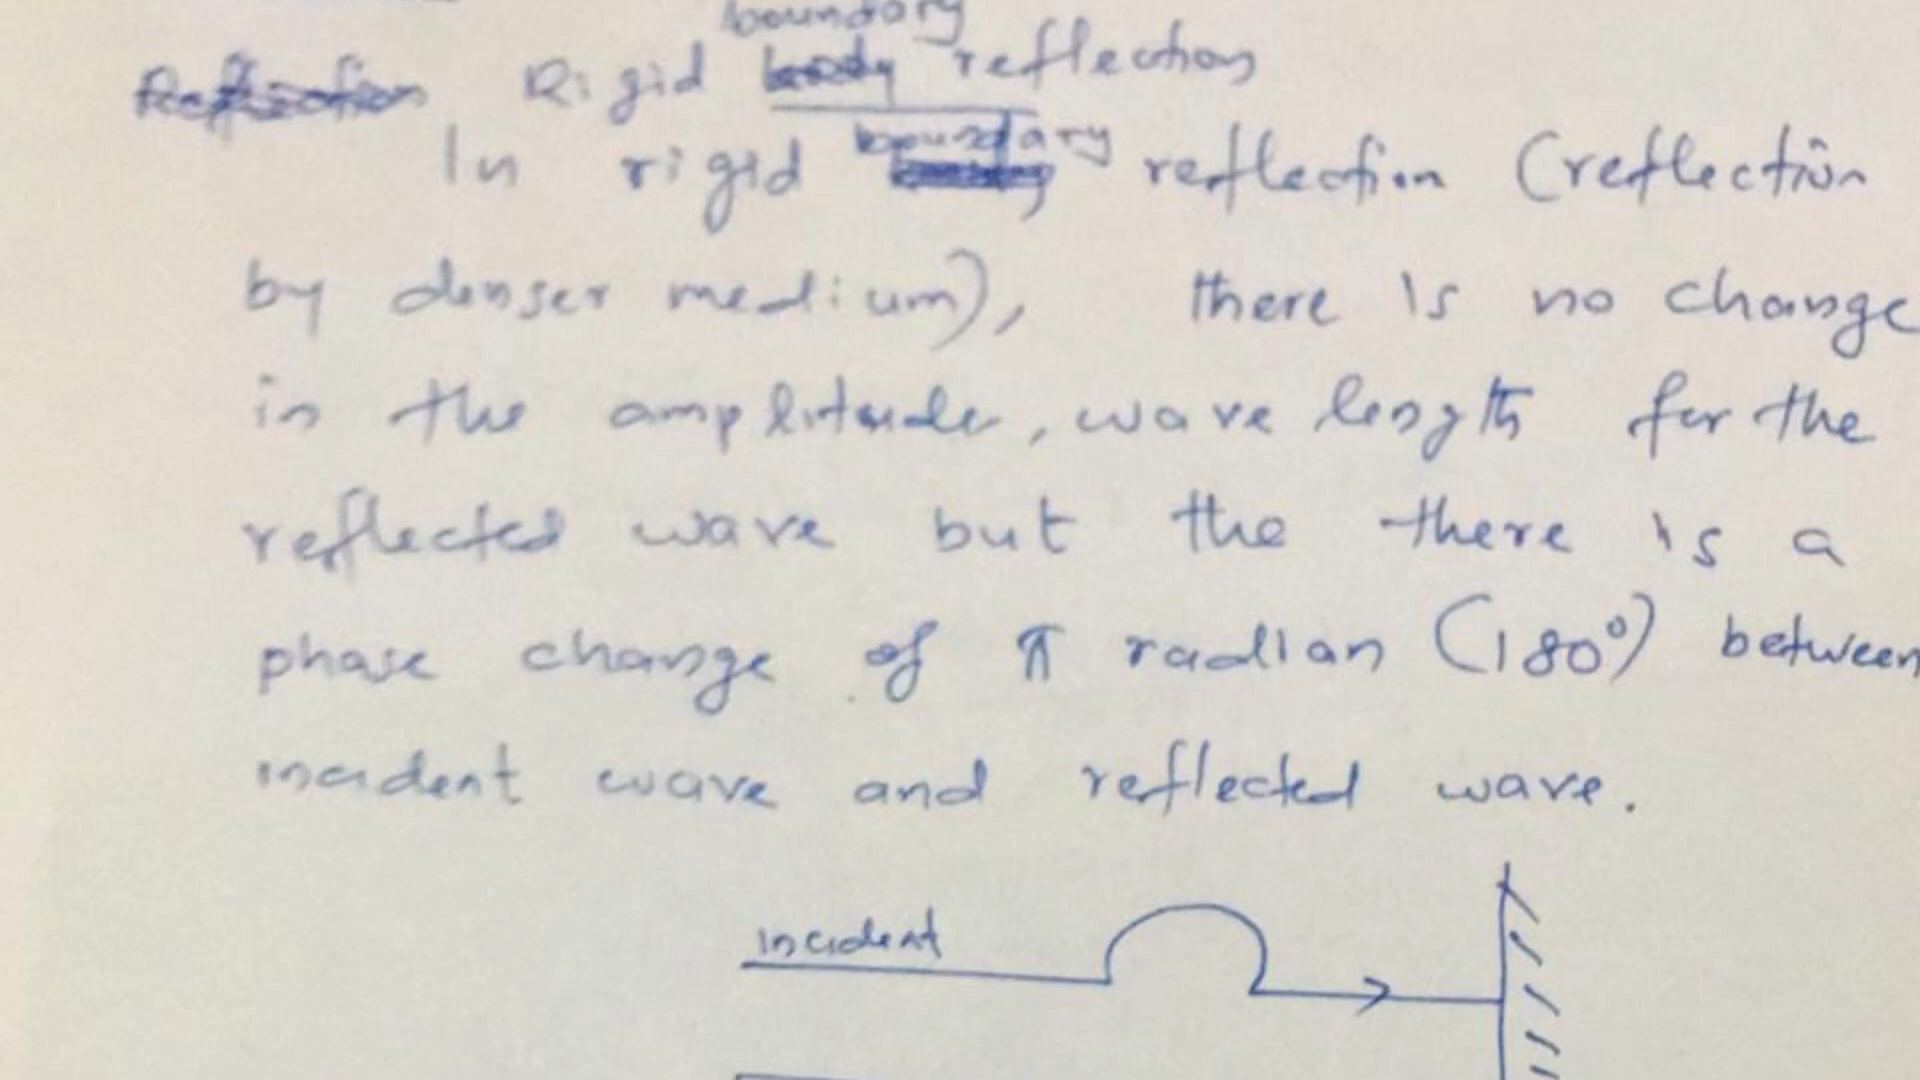 boundary
Rigid body reflection
boundary
In rigid reflection (reflection
by denser medium), there is no change
in the amplitude, wave length for the
reflected wave but the there is a
phase change of π radian (180°) between
incident wave and reflected wave.
incident